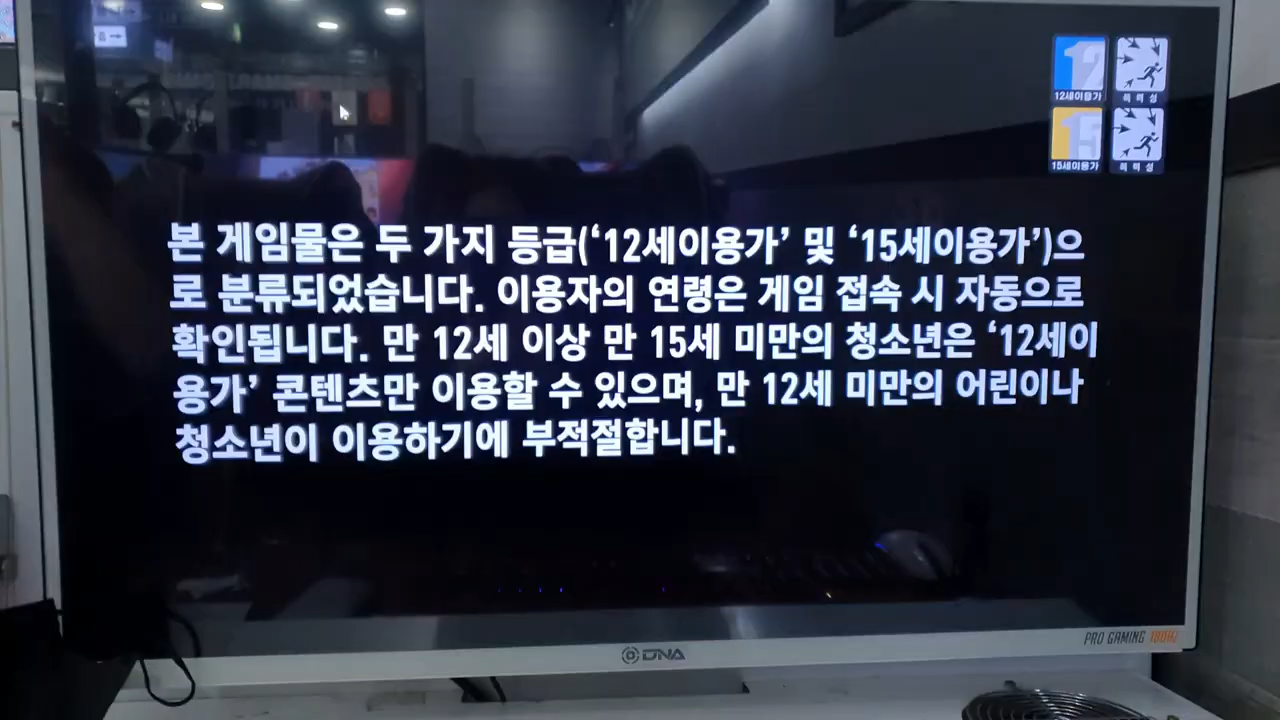 12
12세이용가
폭력성
15
15세이용가
폭력성
본 게임물은 두 가지 등급(‘12세이용가’ 및 ‘15세이용가’)으
로 분류되었습니다. 이용자의 연령은 게임 접속 시 자동으로
확인됩니다. 만 12세 이상 만 15세 미만의 청소년은 ‘12세이
용가’ 콘텐츠만 이용할 수 있으며, 만 12세 미만의 어린이나
청소년이 이용하기에 부적절합니다.
DNA
PRO GAMING 180HZ